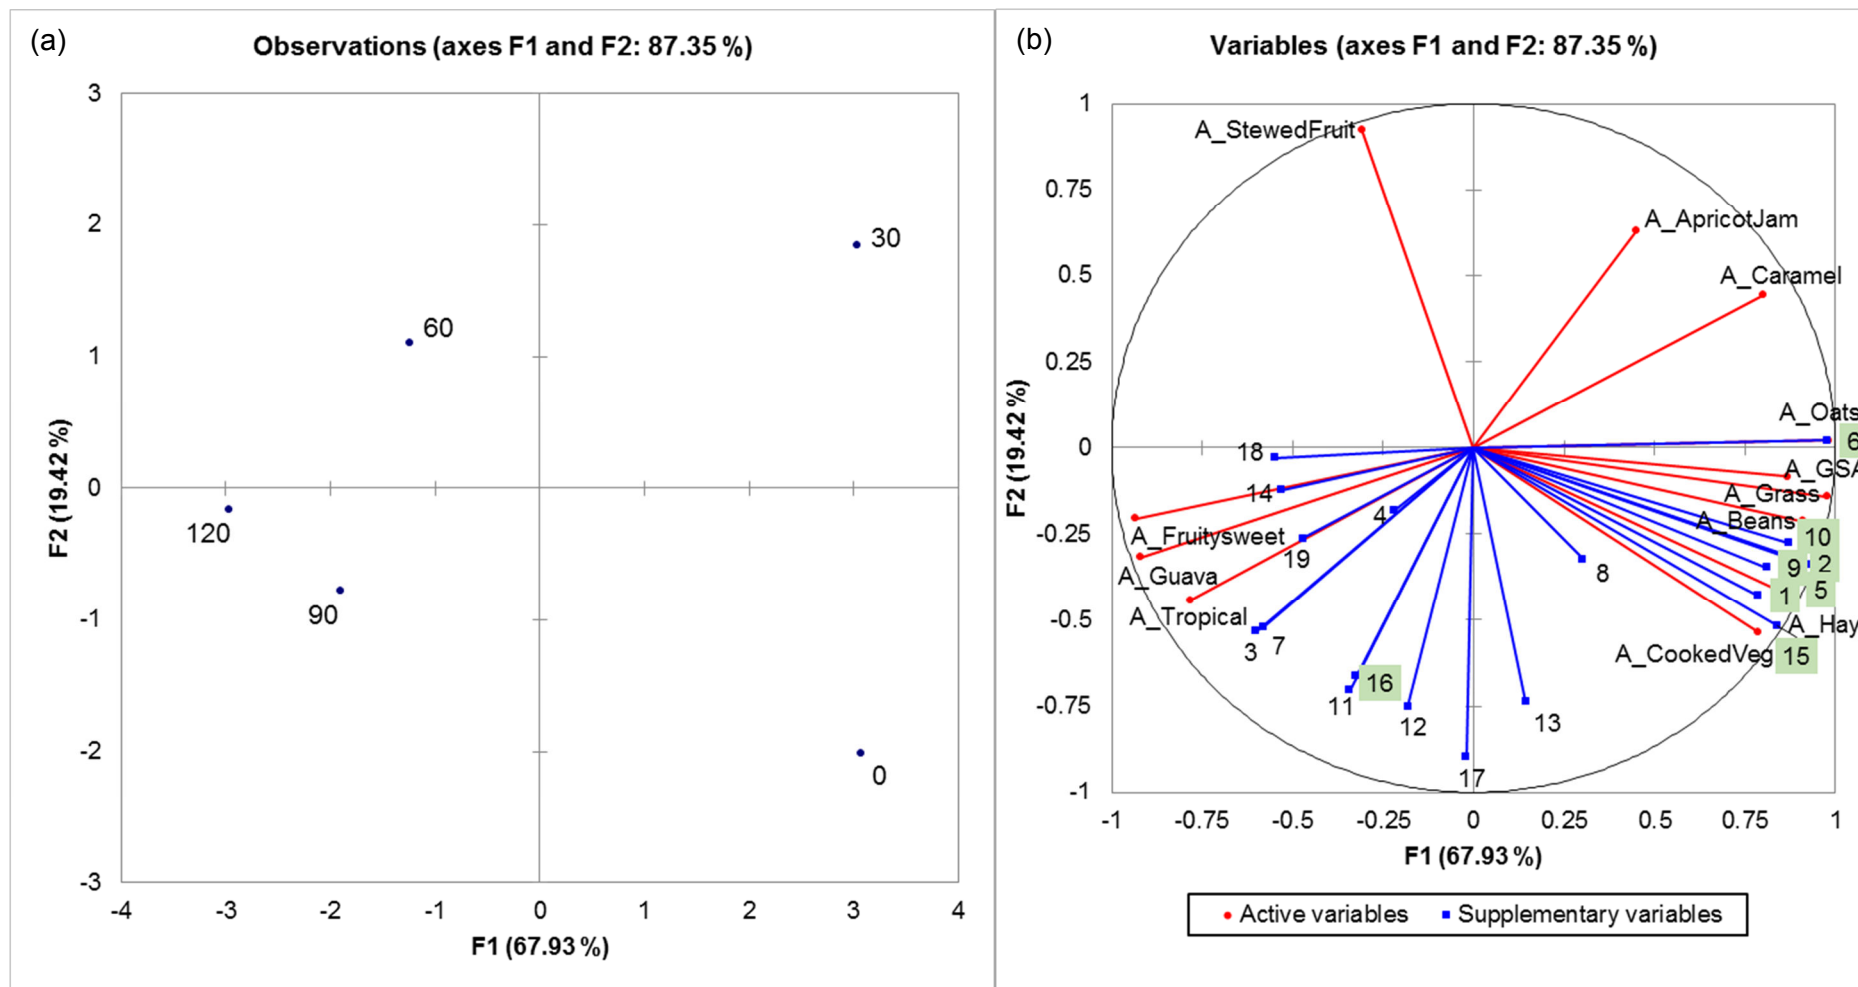 (a)
Observations (axes F1 and F2: 87.35 %)
3
2
1
0
-1
-2
-3
F2 (19.42 %)
30
60
120
90
0
-4 -3 -2 -1 0 1 2 3 4
F1 (67.93 %)
(b)
Variables (axes F1 and F2: 87.35 %)
1
0.75
0.5
0.25
0
-0.25
-0.5
-0.75
-1
F2 (19.42 %)
A_StewedFruit
A_ApricotJam
A_Caramel
A_Oats
6
18
A_GSA
14
A_Grass
4
A_Beans
A_Fruitysweet
10
19
9
2
8
A_Guava
1
5
A_Tropical
A_Hay
3
7
A_CookedVeg
15
16
11
12
13
17
-1 -0.75 -0.5 -0.25 0 0.25 0.5 0.75 1
F1 (67.93 %)
Active variables
Supplementary variables